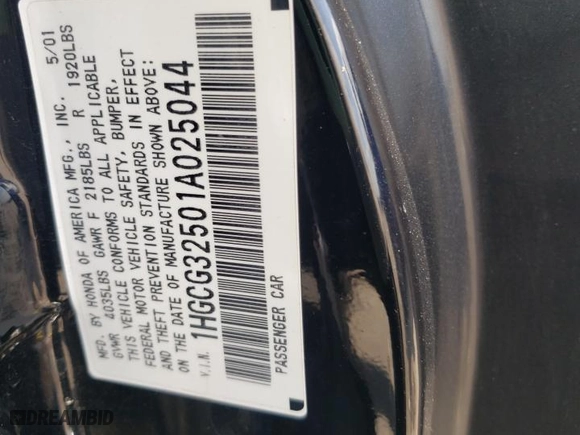 MFD. BY HONDA OF AMERICA MFG., INC. 5/01
GVWR 4035LBS GAWR F 2185LBS R 1920LBS
THIS VEHICLE CONFORMS TO ALL APPLICABLE
FEDERAL MOTOR VEHICLE SAFETY, BUMPER,
AND THEFT PREVENTION STANDARDS IN EFFECT
ON THE DATE OF MANUFACTURE SHOWN ABOVE:
V.I.N. 1HGCG32501A025044
PASSENGER CAR
DREAMBID